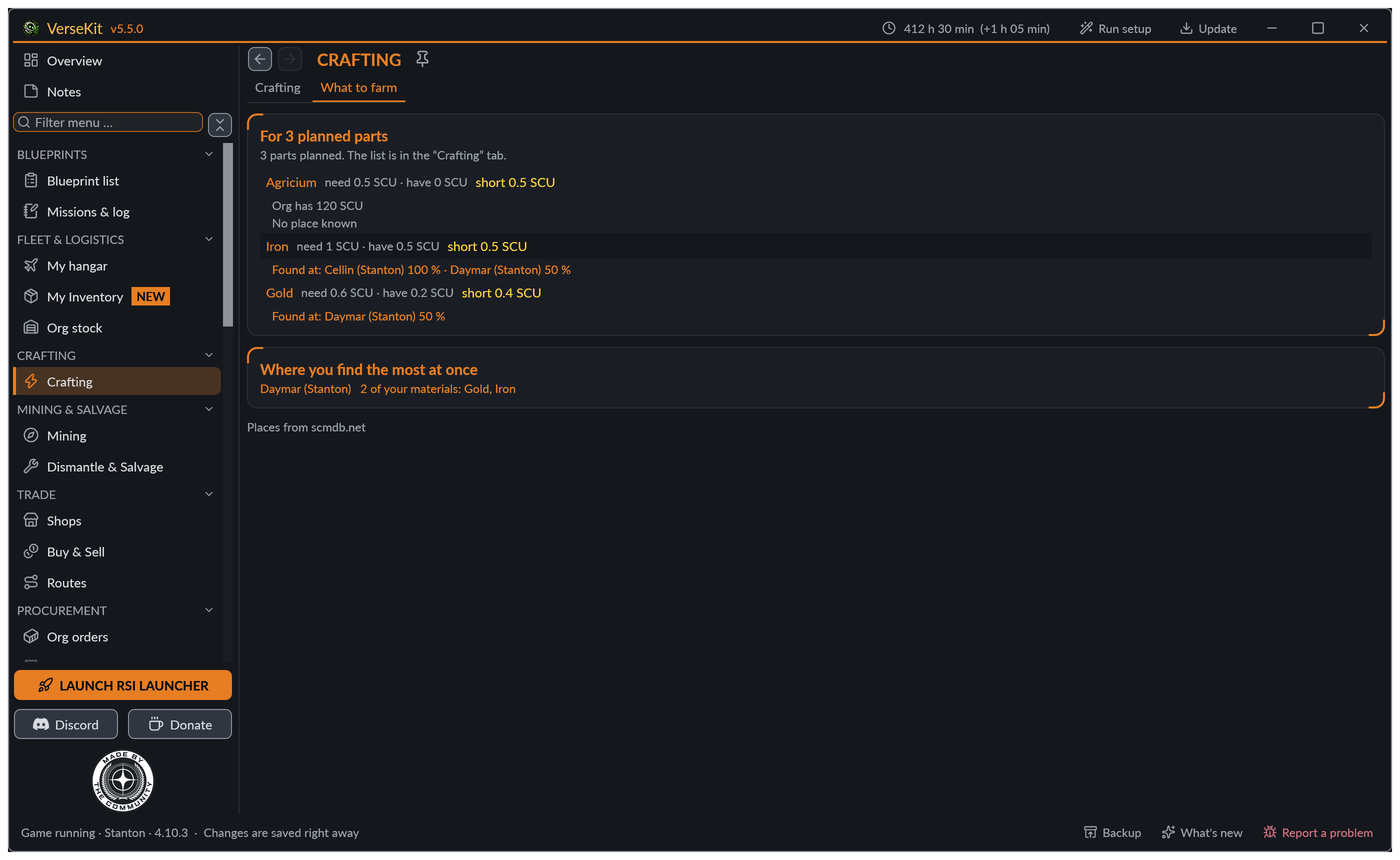 VerseKit v5.5.0
412 h 30 min (+1 h 05 min)
Run setup
Update
Overview
Notes
Filter menu ...
BLUEPRINTS
Blueprint list
Missions & log
FLEET & LOGISTICS
My hangar
My Inventory NEW
Org stock
CRAFTING
Crafting
MINING & SALVAGE
Mining
Dismantle & Salvage
TRADE
Shops
Buy & Sell
Routes
PROCUREMENT
Org orders
LAUNCH RSI LAUNCHER
Discord
Donate
MADE BY
THE COMMUNITY
CRAFTING
Crafting
What to farm
For 3 planned parts
3 parts planned. The list is in the “Crafting” tab.
Agricium need 0.5 SCU · have 0 SCU short 0.5 SCU
Org has 120 SCU
No place known
Iron need 1 SCU · have 0.5 SCU short 0.5 SCU
Found at: Cellin (Stanton) 100 % · Daymar (Stanton) 50 %
Gold need 0.6 SCU · have 0.2 SCU short 0.4 SCU
Found at: Daymar (Stanton) 50 %
Where you find the most at once
Daymar (Stanton) 2 of your materials: Gold, Iron
Places from scmdb.net
Game running · Stanton · 4.10.3 · Changes are saved right away
Backup
What's new
Report a problem